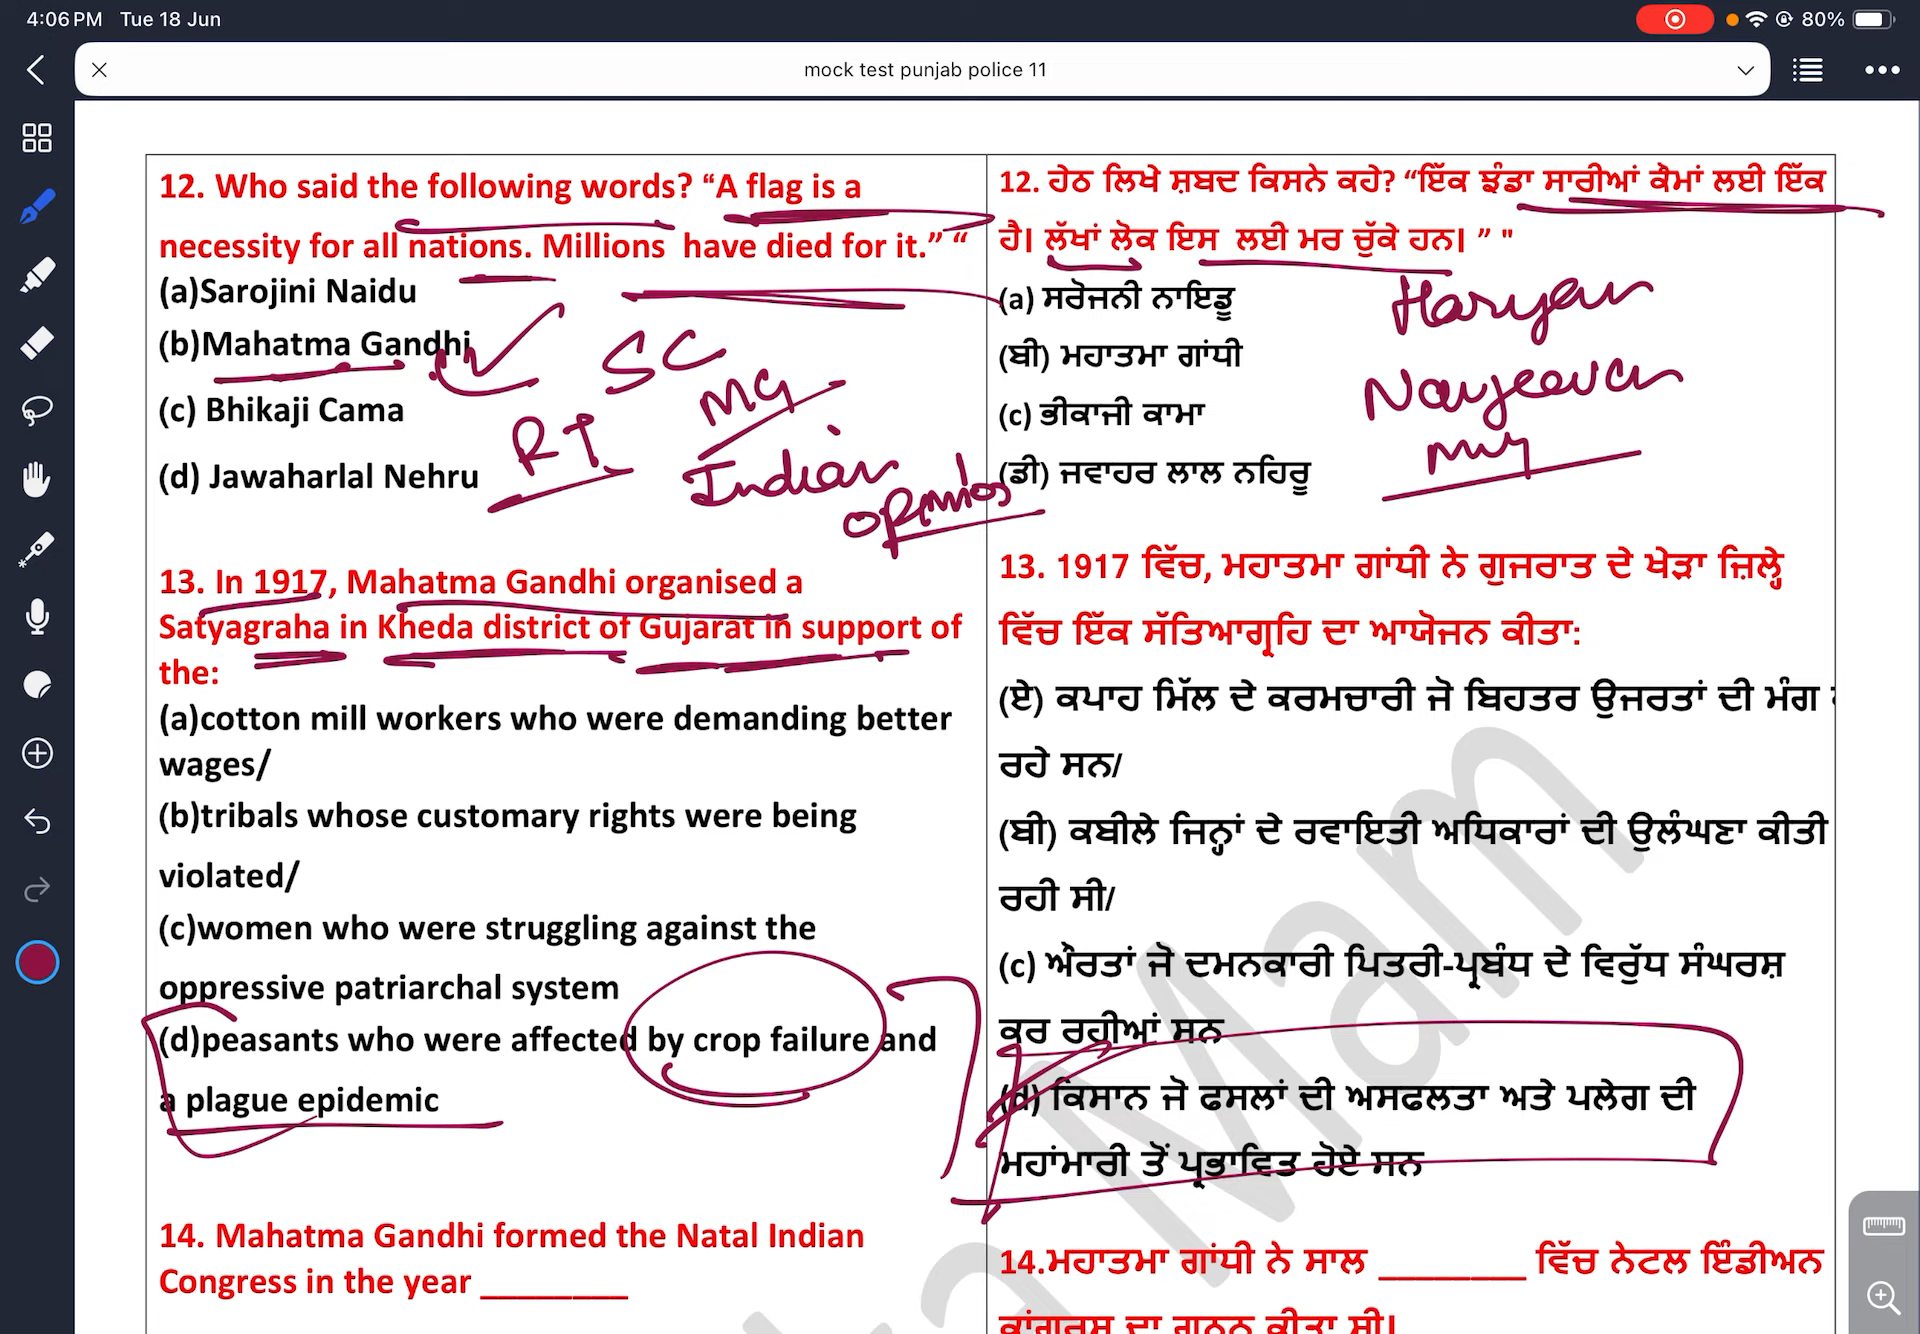 4:06 PM Tue 18 Jun
80%
mock test punjab police 11
12. Who said the following words? “A flag is a
necessity for all nations. Millions have died for it.” “
(a)Sarojini Naidu
(b)Mahatma Gandhi
(c) Bhikaji Cama
(d) Jawaharlal Nehru
SC
MG
RT
Indian
opinion
13. In 1917, Mahatma Gandhi organised a
Satyagraha in Kheda district of Gujarat in support of
the:
(a)cotton mill workers who were demanding better
wages/
(b)tribals whose customary rights were being
violated/
(c)women who were struggling against the
oppressive patriarchal system
(d)peasants who were affected by crop failure and
a plague epidemic
14. Mahatma Gandhi formed the Natal Indian
Congress in the year ________
12. ਹੇਠ ਲਿਖੇ ਸ਼ਬਦ ਕਿਸਨੇ ਕਹੇ? “ਇੱਕ ਝੰਡਾ ਸਾਰੀਆਂ ਕੌਮਾਂ ਲਈ ਇੱਕ
ਹੈ। ਲੱਖਾਂ ਲੋਕ ਇਸ ਲਈ ਮਰ ਚੁੱਕੇ ਹਨ। ” "
(a) ਸਰੋਜਨੀ ਨਾਇਡੂ
(ਬੀ) ਮਹਾਤਮਾ ਗਾਂਧੀ
(c) ਭੀਕਾਜੀ ਕਾਮਾ
(ਡੀ) ਜਵਾਹਰ ਲਾਲ ਨਹਿਰੂ
13. 1917 ਵਿੱਚ, ਮਹਾਤਮਾ ਗਾਂਧੀ ਨੇ ਗੁਜਰਾਤ ਦੇ ਖੇੜਾ ਜ਼ਿਲ੍ਹੇ
ਵਿੱਚ ਇੱਕ ਸੱਤਿਆਗ੍ਰਹਿ ਦਾ ਆਯੋਜਨ ਕੀਤਾ:
(ਏ) ਕਪਾਹ ਮਿੱਲ ਦੇ ਕਰਮਚਾਰੀ ਜੋ ਬਿਹਤਰ ਉਜਰਤਾਂ ਦੀ ਮੰਗ
ਰਹੇ ਸਨ/
(ਬੀ) ਕਬੀਲੇ ਜਿਨ੍ਹਾਂ ਦੇ ਰਵਾਇਤੀ ਅਧਿਕਾਰਾਂ ਦੀ ਉਲੰਘਣਾ ਕੀਤੀ
ਰਹੀ ਸੀ/
(c) ਔਰਤਾਂ ਜੋ ਦਮਨਕਾਰੀ ਪਿਤਰੀ-ਪ੍ਰਬੰਧ ਦੇ ਵਿਰੁੱਧ ਸੰਘਰਸ਼
ਕਰ ਰਹੀਆਂ ਸਨ
(d) ਕਿਸਾਨ ਜੋ ਫਸਲਾਂ ਦੀ ਅਸਫਲਤਾ ਅਤੇ ਪਲੇਗ ਦੀ
ਮਹਾਂਮਾਰੀ ਤੋਂ ਪ੍ਰਭਾਵਿਤ ਹੋਏ ਸਨ
14.ਮਹਾਤਮਾ ਗਾਂਧੀ ਨੇ ਸਾਲ ________ ਵਿੱਚ ਨੇਟਲ ਇੰਡੀਅਨ
ਕਾਂਗਰਸ ਦਾ ਗਠਨ ਕੀਤਾ ਸੀ।
Mam